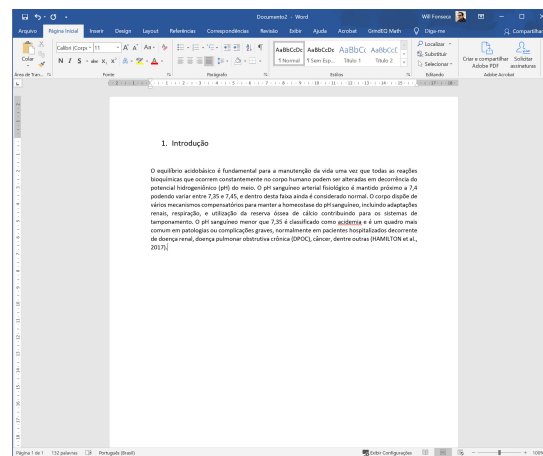 Documento2 - Word
Will Fonseca
Arquivo Página Inicial Inserir Design Layout Referências Correspondências Revisão Exibir Ajuda Acrobat GrindEQ Math Diga-me Compartilhar
Colar
Calibri (Corpo 11
N I S abc x₂ x²
AaBbCcDc AaBbCcDc AaBbCc AaBbCcC
¶ Normal ¶ Sem Esp... Título 1 Título 2
Localizar
Substituir
Selecionar
Criar e compartilhar Adobe PDF
Solicitar assinaturas
Área de Tran... Fonte Parágrafo Estilos Editando Adobe Acrobat
1. Introdução
O equilíbrio acidobásico é fundamental para a manutenção da vida uma vez que todas as reações
bioquímicas que ocorrem constantemente no corpo humano podem ser alteradas em decorrência do
potencial hidrogeniônico (pH) do meio. O pH sanguíneo arterial fisiológico é mantido próximo a 7,4
podendo variar entre 7,35 e 7,45, e dentro desta faixa ainda é considerado normal. O corpo dispõe de
vários mecanismos compensatórios para manter a homeostase do pH sanguíneo, incluindo adaptações
renais, respiração, e utilização da reserva óssea de cálcio contribuindo para os sistemas de
tamponamento. O pH sanguíneo menor que 7,35 é classificado como acidemia e é um quadro mais
comum em patologias ou complicações graves, normalmente em pacientes hospitalizados decorrente
de doença renal, doença pulmonar obstrutiva crônica (DPOC), câncer, dentre outras (HAMILTON et al.,
2017).
Página 1 de 1 152 palavras Português (Brasil) Exibir Configurações 100%